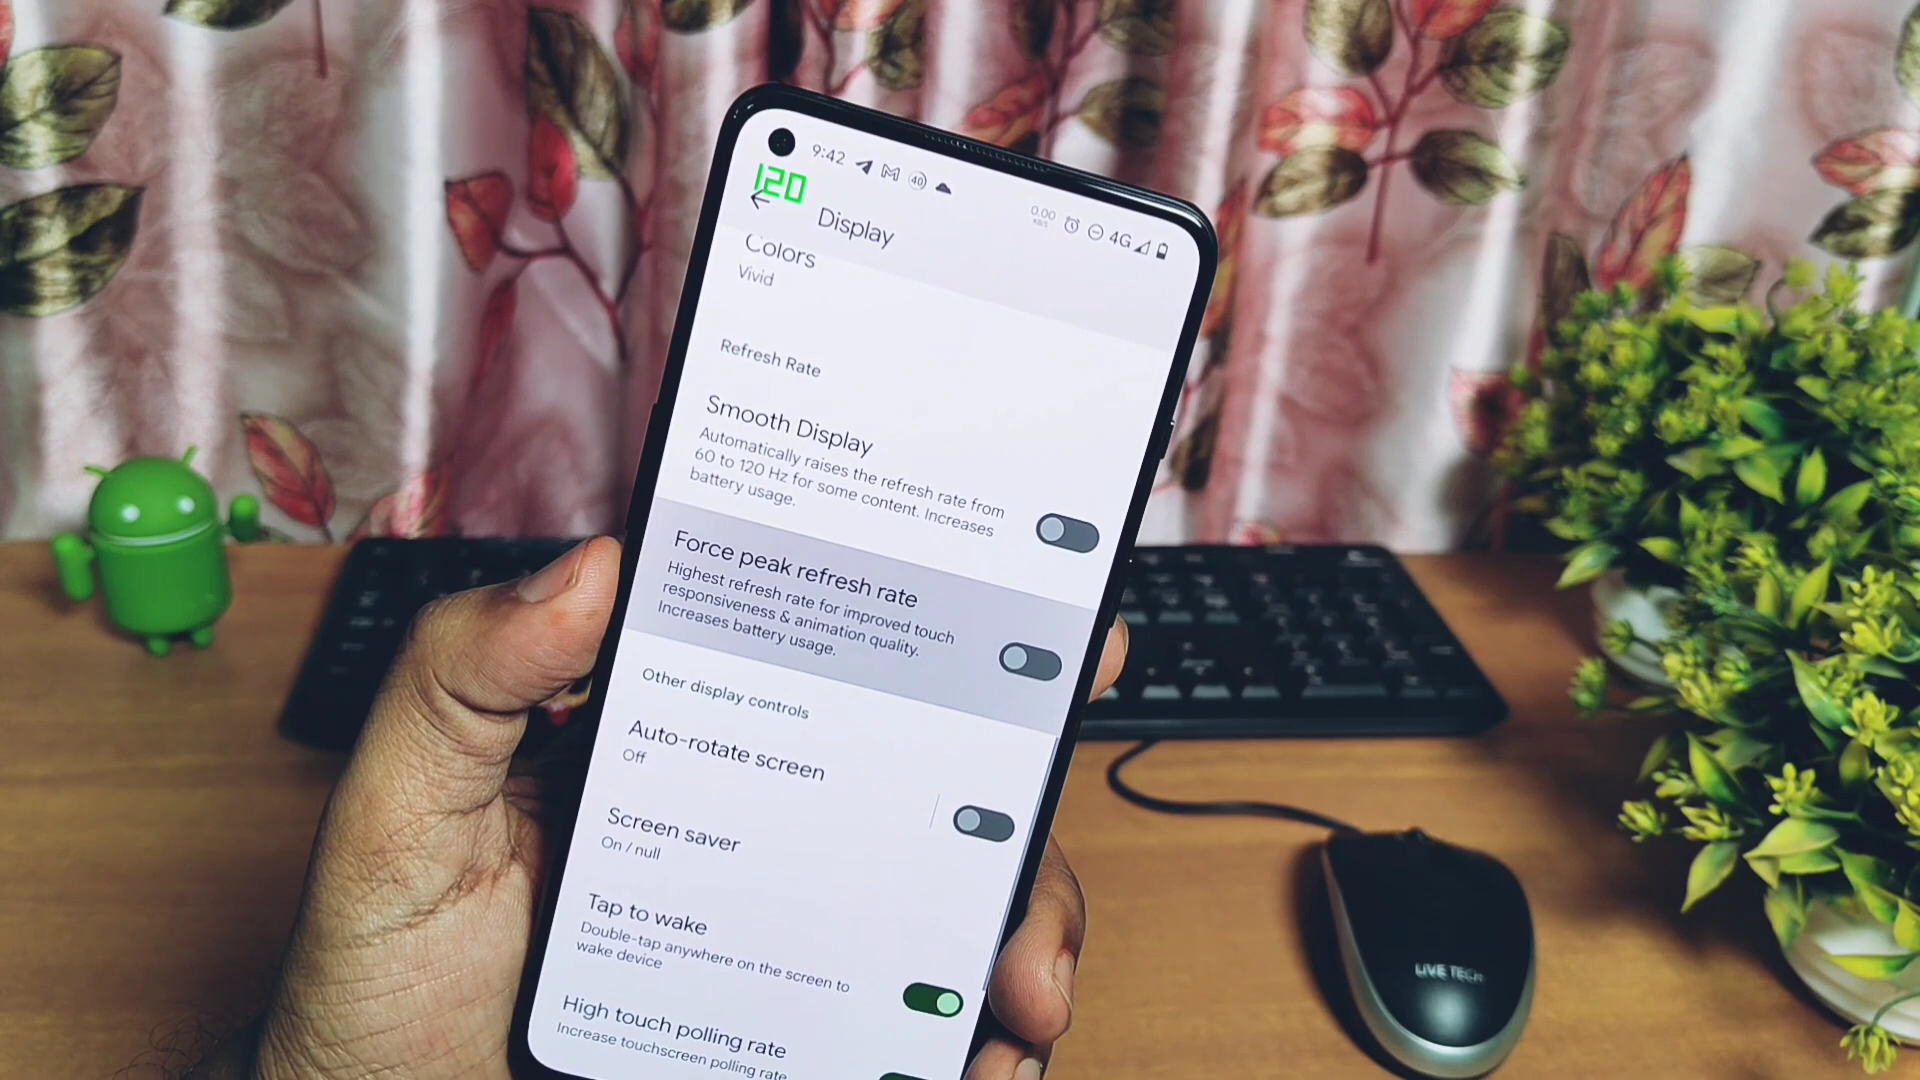 9:42
40
0.00
4G
120
Display
Colors
Vivid
Refresh Rate
Smooth Display
Automatically raises the refresh rate from
60 to 120 Hz for some content. Increases
battery usage.
Force peak refresh rate
Highest refresh rate for improved touch
responsiveness & animation quality.
Increases battery usage.
Other display controls
Auto-rotate screen
Off
Screen saver
On / null
Tap to wake
Double-tap anywhere on the screen to
wake device
High touch polling rate
Increase touchscreen polling rate
LIVE TECH